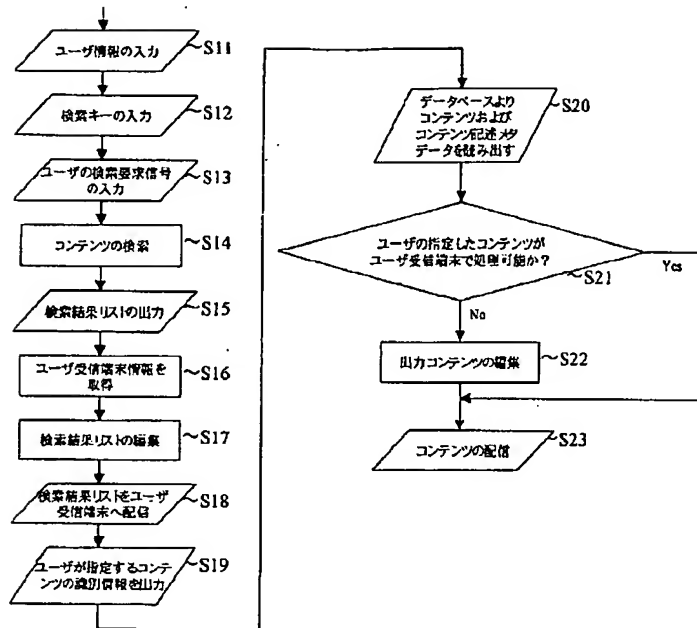 ユーザ情報の入力
S11
検索キーの入力
S12
ユーザの検索要求信号
の入力
S13
コンテンツの検索
S14
検索結果リストの出力
S15
ユーザ受信端末情報を
取得
S16
検索結果リストの編集
S17
検索結果リストをユーザ
受信端末へ配信
S18
ユーザが指定するコンテ
ンツの識別情報を出力
S19
データベースより
コンテンツおよび
コンテンツ記述メタ
データを読み出す
S20
ユーザの指定したコンテンツが
ユーザ受信端末で処理可能か？
S21
Yes
No
出力コンテンツの編集
S22
コンテンツの配信
S23